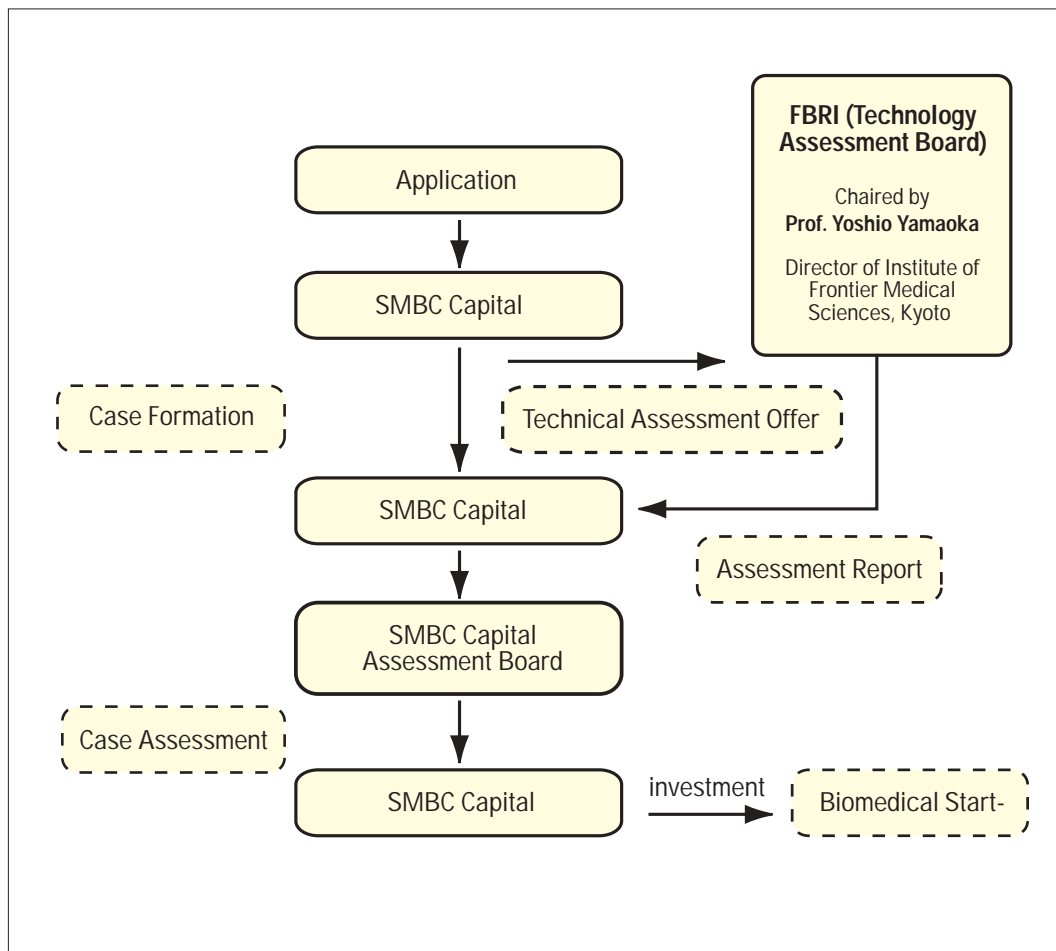 FBRI (Technology
Assessment Board)
Chaired by
Prof. Yoshio Yamaoka
Director of Institute of
Frontier Medical
Sciences, Kyoto
Application
SMBC Capital
Case Formation
Technical Assessment Offer
SMBC Capital
Assessment Report
SMBC Capital
Assessment Board
Case Assessment
SMBC Capital
investment
Biomedical Start-